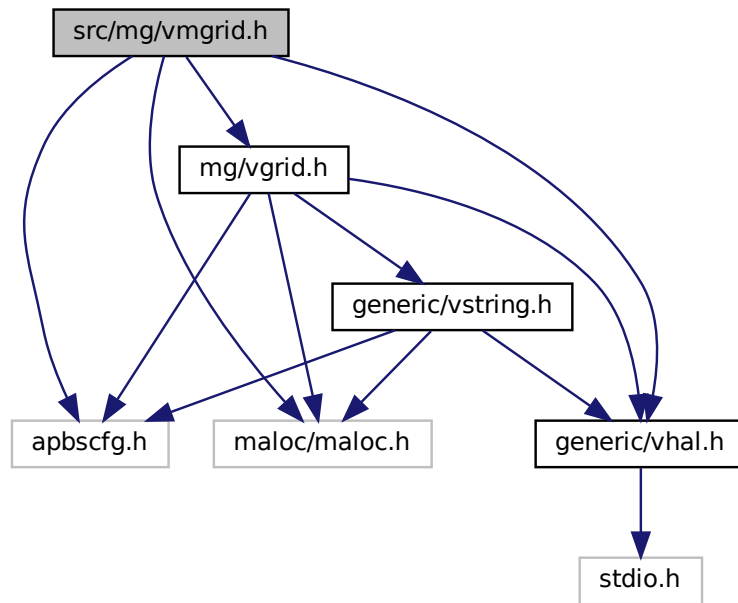 src/mg/vmgrid.h
mg/vgrid.h
generic/vstring.h
apbscfg.h
maloc/maloc.h
generic/vhal.h
stdio.h